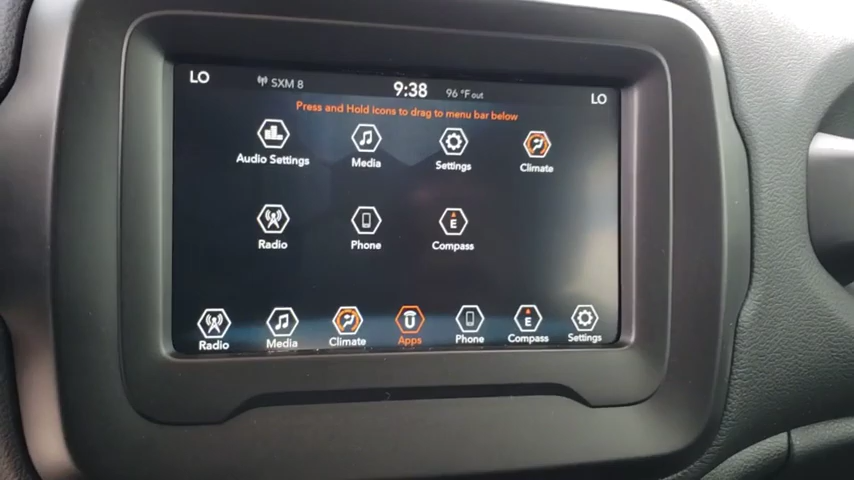 LO SXM 8 9:38 96 °F out LO
Press and Hold icons to drag to menu bar below
Audio Settings Media Settings Climate
Radio Phone E Compass
Radio Media Climate Apps Phone E Compass Settings